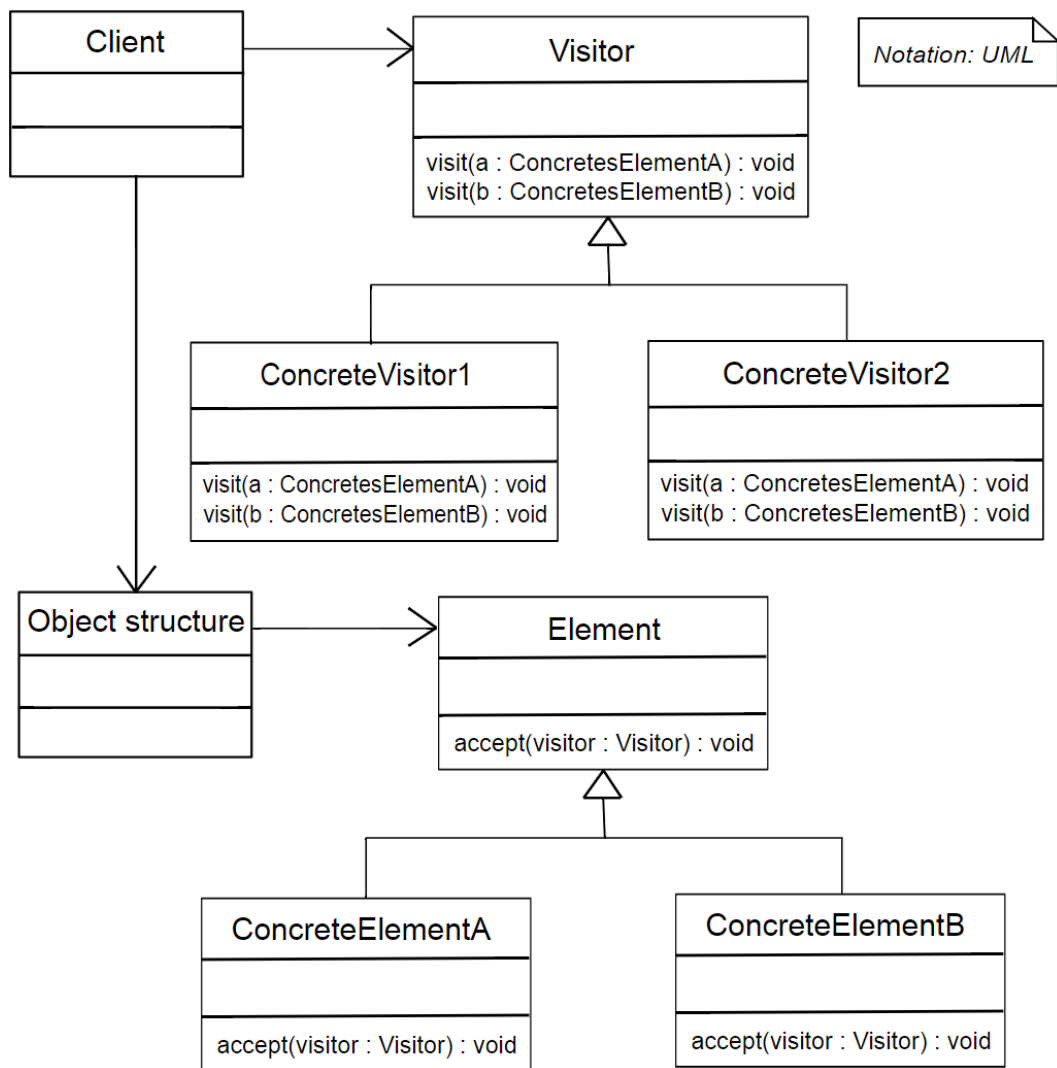 Client
Visitor
Notation: UML
visit(a : ConcretesElementA) : void
visit(b : ConcretesElementB) : void
ConcreteVisitor1
visit(a : ConcretesElementA) : void
visit(b : ConcretesElementB) : void
ConcreteVisitor2
visit(a : ConcretesElementA) : void
visit(b : ConcretesElementB) : void
Object structure
Element
accept(visitor : Visitor) : void
ConcreteElementA
accept(visitor : Visitor) : void
ConcreteElementB
accept(visitor : Visitor) : void